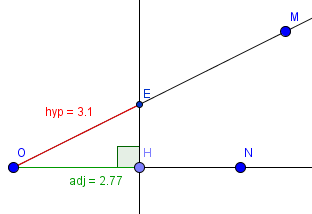 M
E
hyp = 3.1
O
H
N
adj = 2.77